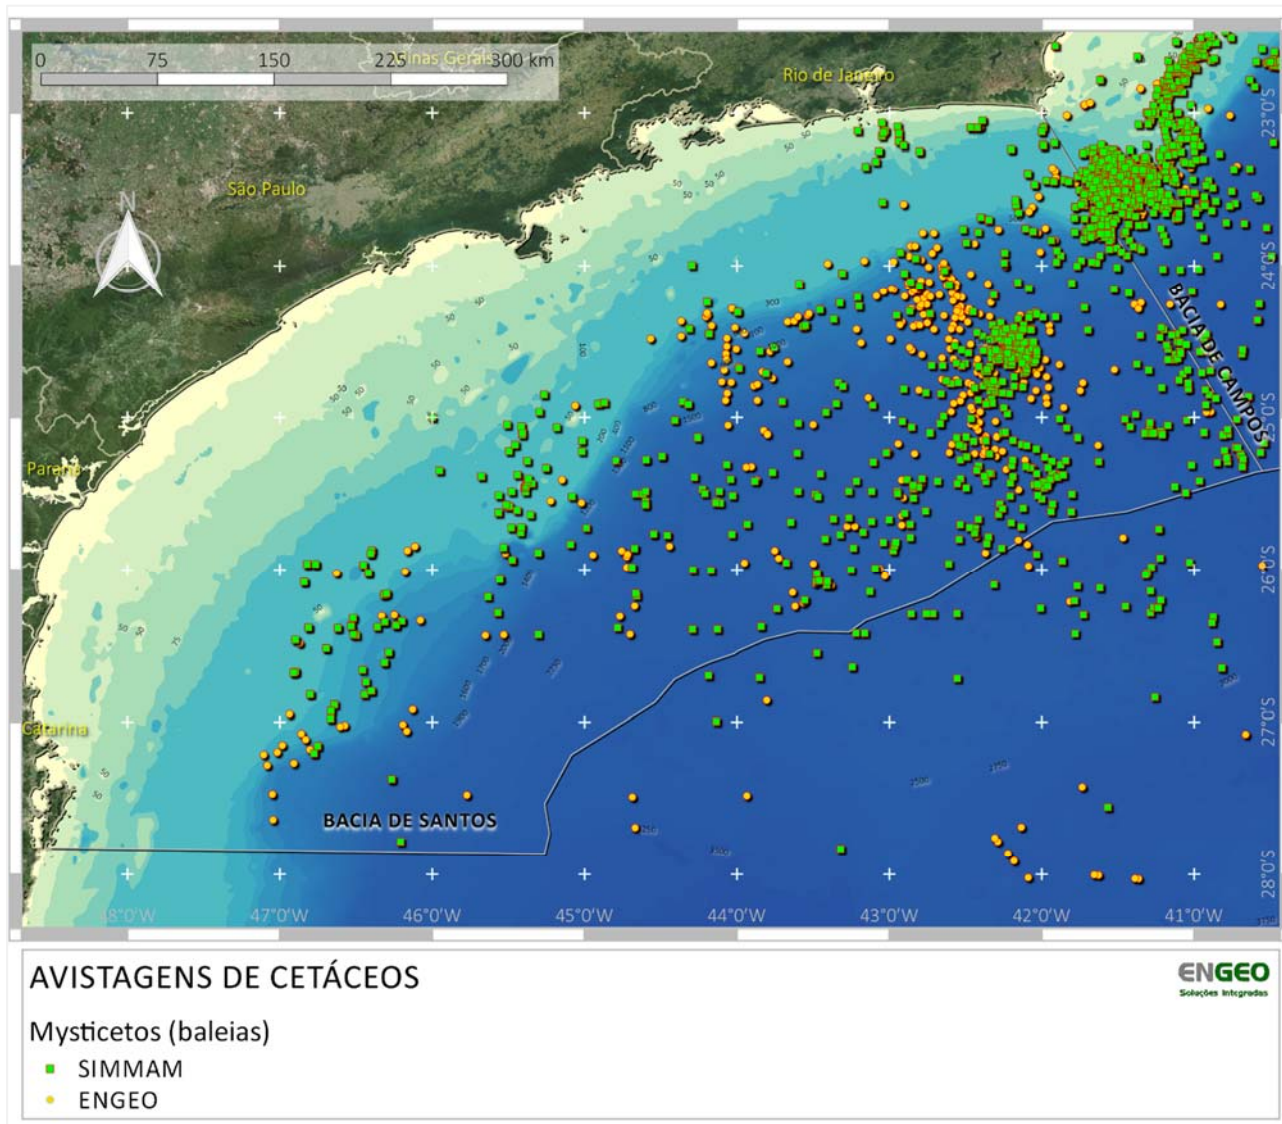 0 75 150 225 300 km
Minas Gerais
Rio de Janeiro
São Paulo
N
23°0'S
24°0'S
BACIA DE CAMPOS
25°0'S
Paraná
26°0'S
27°0'S
Catarina
BACIA DE SANTOS
28°0'S
48°0'W 47°0'W 46°0'W 45°0'W 44°0'W 43°0'W 42°0'W 41°0'W
AVISTAGENS DE CETÁCEOS
ENGEO
Soluções Integradas
Mysticetos (baleias)
SIMMAM
ENGEO